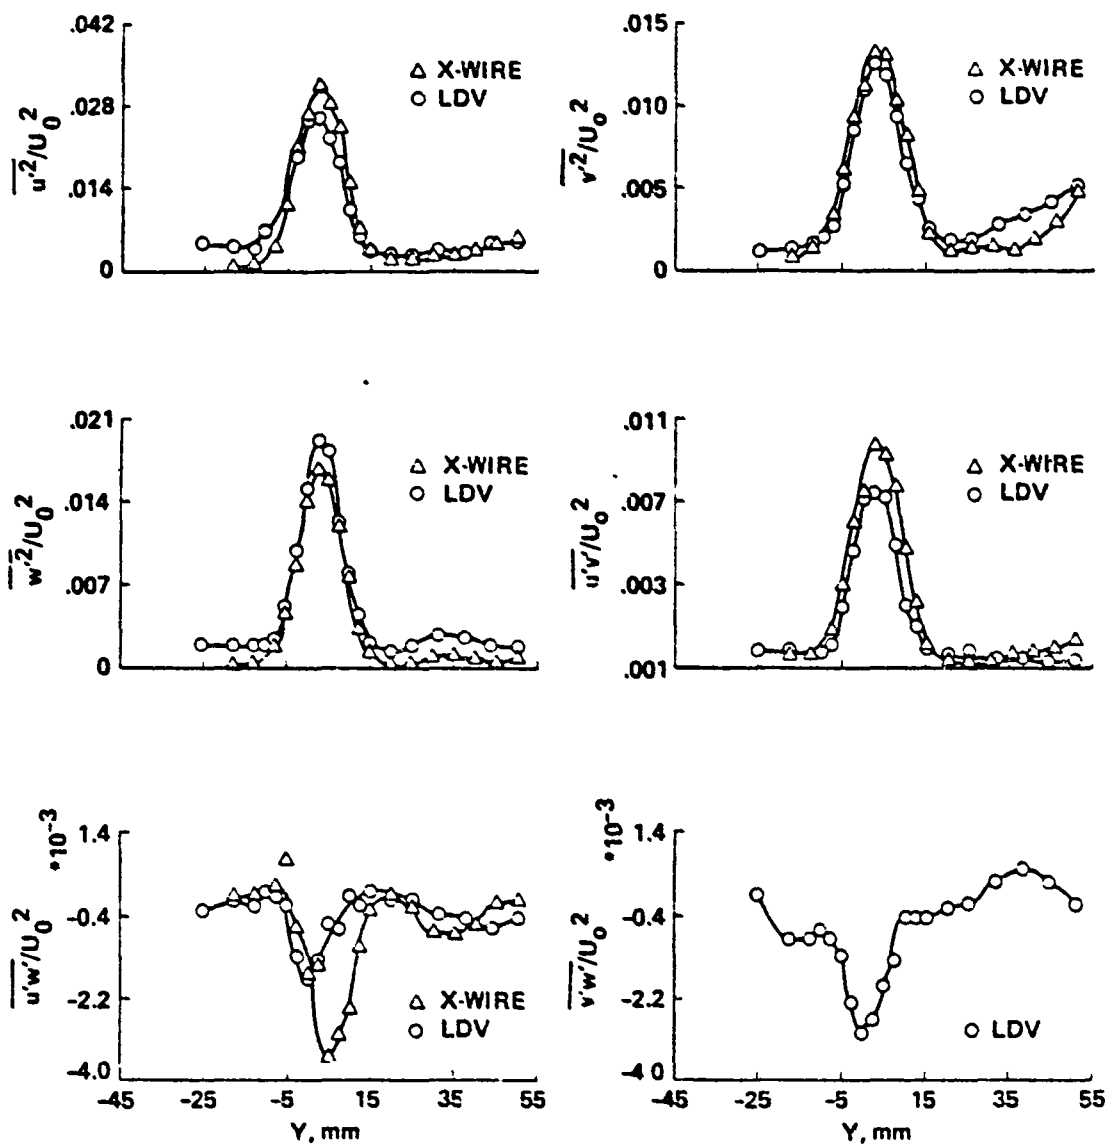 .042
.028
.014
0
u'²/U₀²
△ X-WIRE
○ LDV
.015
.010
.005
0
v'²/U₀²
△ X-WIRE
○ LDV
.021
.014
.007
0
w'²/U₀²
△ X-WIRE
○ LDV
.011
.007
.003
.001
u'v'/U₀²
△ X-WIRE
○ LDV
*10⁻³
1.4
-0.4
-2.2
-4.0
u'w'/U₀²
△ X-WIRE
○ LDV
-45 -25 -5 15 35 55
Y, mm
*10⁻³
1.4
-0.4
-2.2
-4.0
v'w'/U₀²
○ LDV
-45 -25 -5 15 35 55
Y, mm